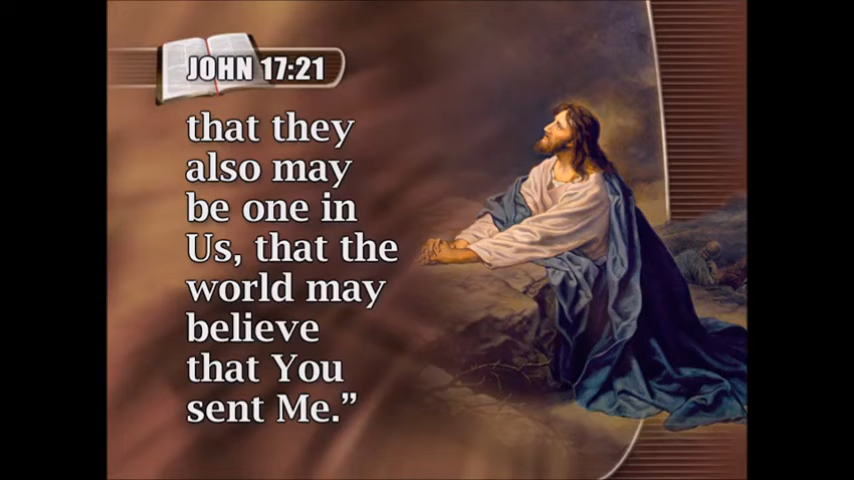 JOHN 17:21
that they
also may
be one in
Us, that the
world may
believe
that You
sent Me.”